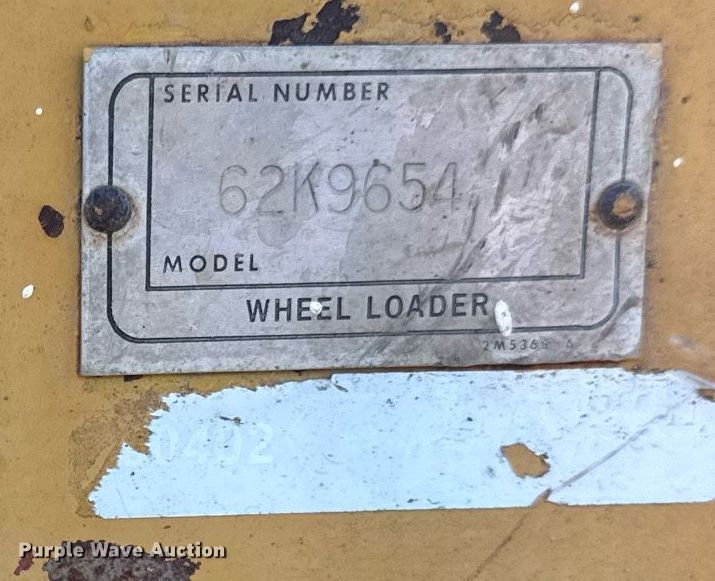 SERIAL NUMBER
62K9654
MODEL
WHEEL LOADER
Purple Wave Auction